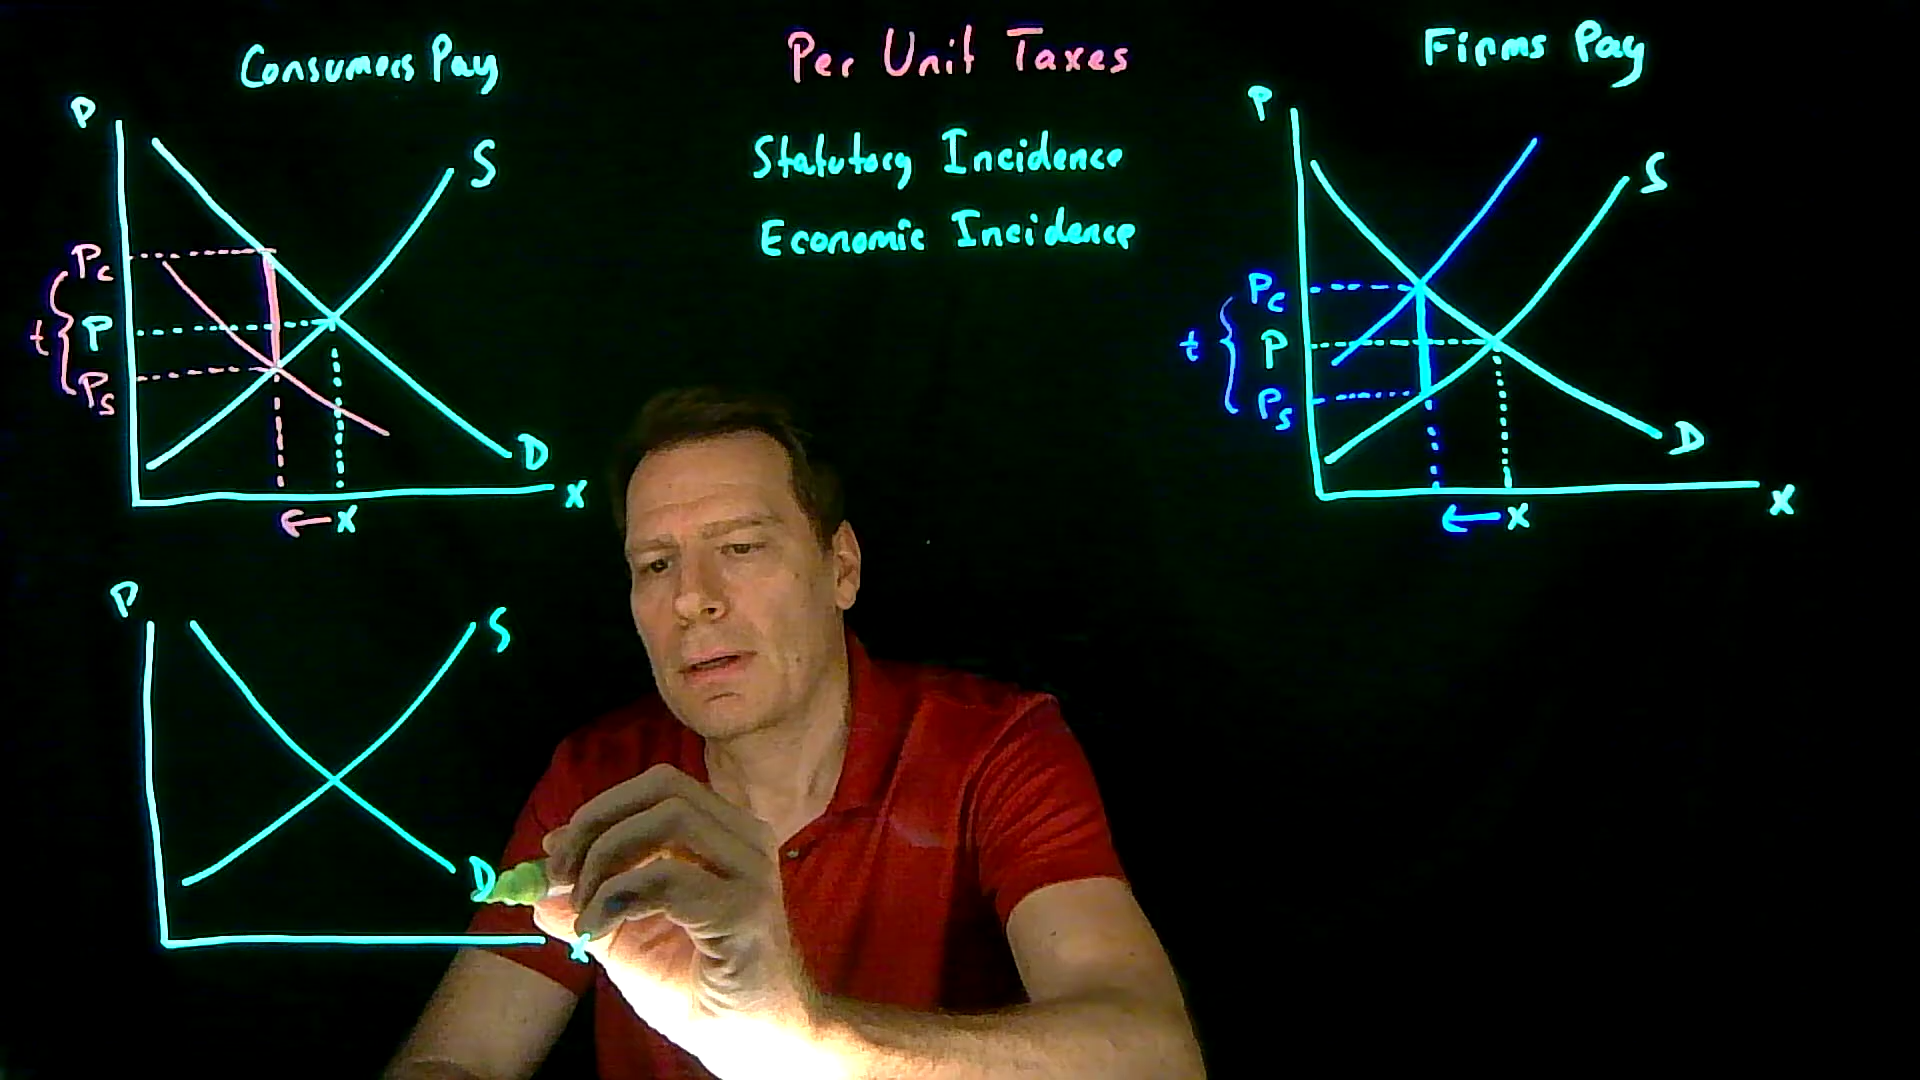 Per Unit Taxes
Statutory Incidence
Economic Incidence
Consumers Pay
P
S
Pc
t
P
Ps
D
X
← X
Firms Pay
P
S
Pc
t
P
Ps
D
X
← X
P
S
D
X